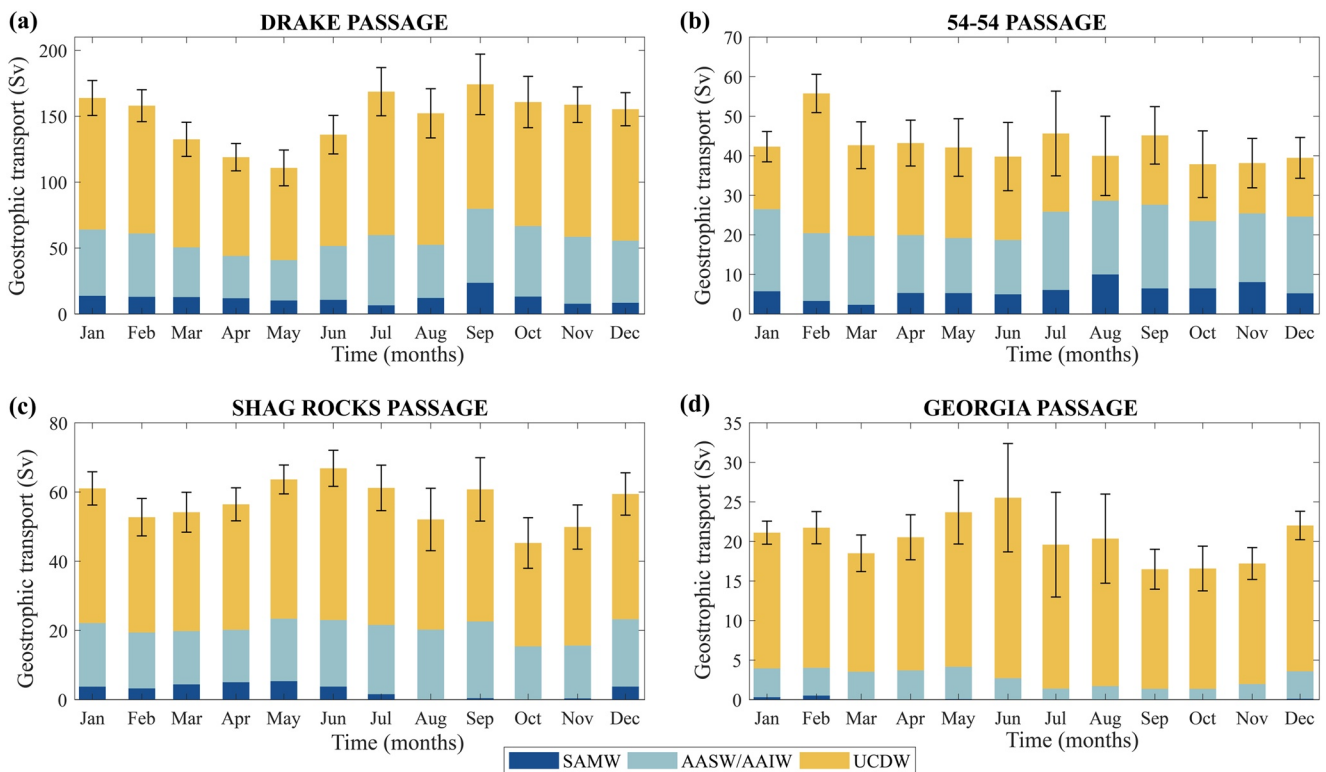 (a)
DRAKE PASSAGE
Geostrophic transport (Sv)
200
150
100
50
0
Jan Feb Mar Apr May Jun Jul Aug Sep Oct Nov Dec
Time (months)
(b)
54-54 PASSAGE
Geostrophic transport (Sv)
70
60
50
40
30
20
10
0
Jan Feb Mar Apr May Jun Jul Aug Sep Oct Nov Dec
Time (months)
(c)
SHAG ROCKS PASSAGE
Geostrophic transport (Sv)
80
60
40
20
0
Jan Feb Mar Apr May Jun Jul Aug Sep Oct Nov Dec
Time (months)
(d)
GEORGIA PASSAGE
Geostrophic transport (Sv)
35
30
25
20
15
10
5
0
Jan Feb Mar Apr May Jun Jul Aug Sep Oct Nov Dec
Time (months)
SAMW AASW/AAIW UCDW